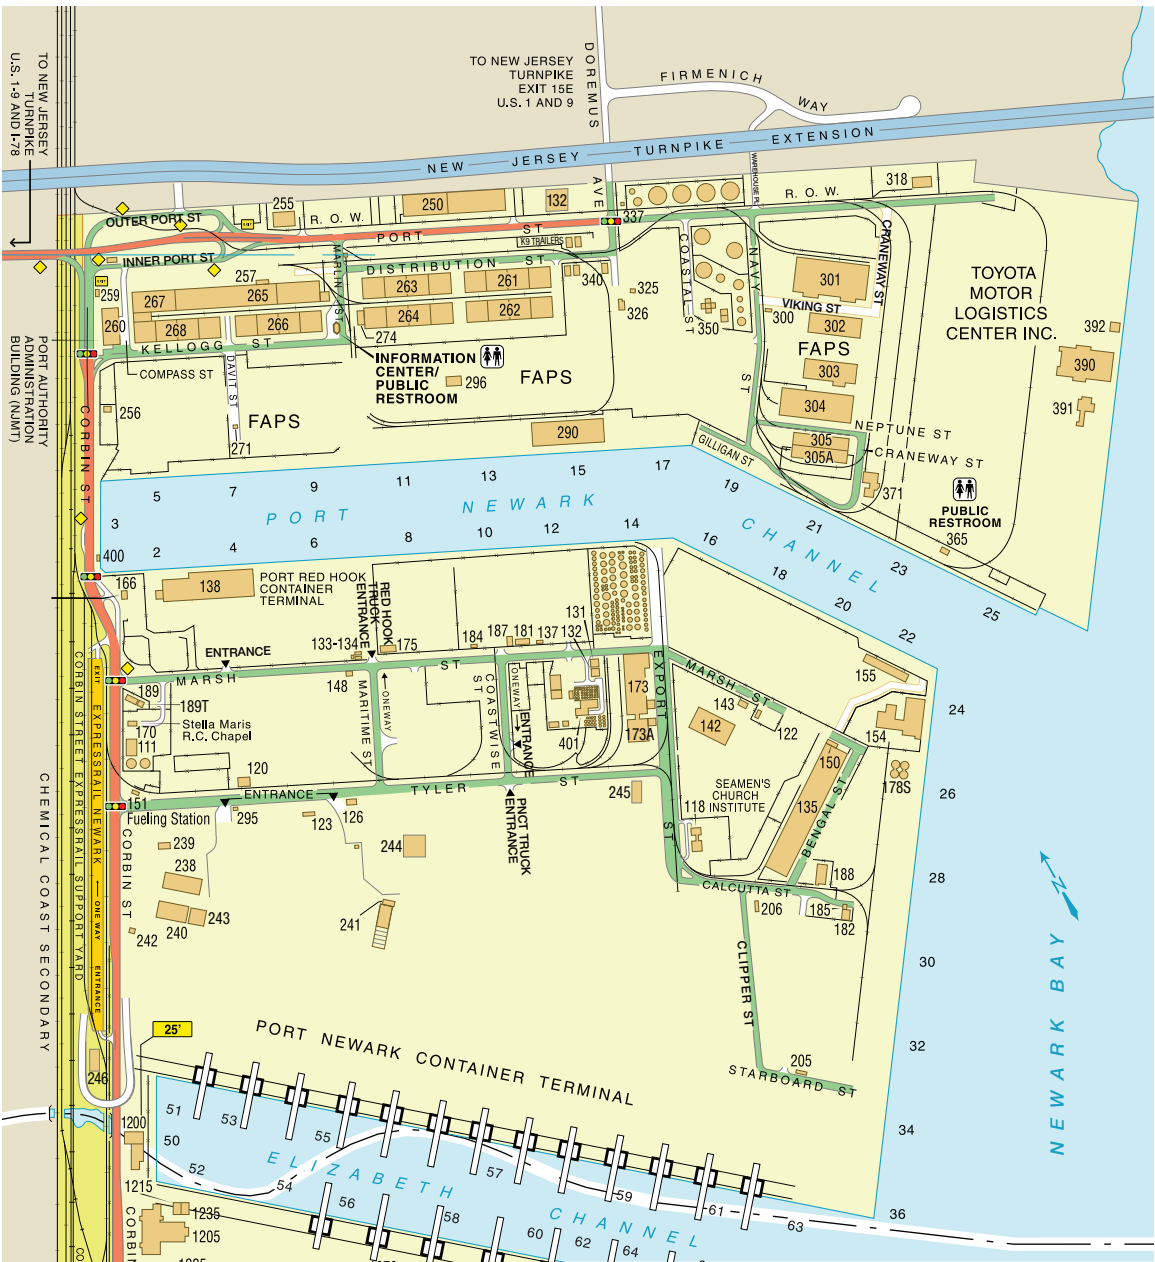 TO NEW JERSEY
TURNPIKE
EXIT 15E
U.S. 1 AND 9
DOREMUS
AVE
FIRMENICH
WAY
TO NEW JERSEY
TURNPIKE
U.S. 1-9 AND I-78
NEW JERSEY TURNPIKE EXTENSION
WAREHOUSE PL
OUTER PORT ST
EXIT
255
R. O. W.
250
132
337
R. O. W.
318
PORT ST
K9 TRAILERS
INNER PORT ST
EXIT
259
257
MARLIN ST
DISTRIBUTION ST
340
325
326
COASTAL ST
NAVY ST
350
300
301
VIKING ST
302
CRANEWAY ST
TOYOTA
MOTOR
LOGISTICS
CENTER INC.
392
390
391
267
265
263
261
260
268
266
264
262
274
KELLOGG ST
COMPASS ST
DAVIT ST
INFORMATION
CENTER/
PUBLIC
RESTROOM
296
FAPS
FAPS
303
304
PORT AUTHORITY
ADMINISTRATION
BUILDING (NJMT)
CORBIN ST
256
FAPS
271
290
GILLIGAN ST
NEPTUNE ST
305
305A
CRANEWAY ST
371
PUBLIC
RESTROOM
365
3
5
7
9
11
13
15
17
19
21
23
25
PORT NEWARK CHANNEL
2
4
6
8
10
12
14
16
18
20
22
24
26
28
30
32
34
36
400
166
138
PORT RED HOOK
CONTAINER
TERMINAL
RED HOOK
TRUCK
ENTRANCE
133-134
175
184
187
181
137
132
131
ENTRANCE
MARSH ST
148
MARITIME ST
ONEWAY
COASTWISE ST
ONEWAY
ENTRANCE
401
173
173A
EXPORT ST
MARSH ST
143
142
122
155
154
150
178S
135
BENGAL ST
SEAMEN'S
CHURCH
INSTITUTE
118
188
CALCUTTA ST
206
185
182
189
189T
170
Stella Maris
R.C. Chapel
111
120
ENTRANCE
TYLER ST
245
151
Fueling Station
295
123
126
PNCT TRUCK
ENTRANCE
239
238
244
240
243
242
241
CORBIN ST
EXIT
EXPRESSRAIL NEWARK
ONE WAY
ENTRANCE
CORBIN STREET EXPRESSRAIL SUPPORT YARD
CHEMICAL COAST SECONDARY
CLIPPER ST
205
STARBOARD ST
N
NEWARK BAY
25'
PORT NEWARK CONTAINER TERMINAL
246
1200
1215
1235
1205
CORBIN
CO
51
53
55
57
59
61
63
50
52
54
56
58
60
62
64
ELIZABETH CHANNEL